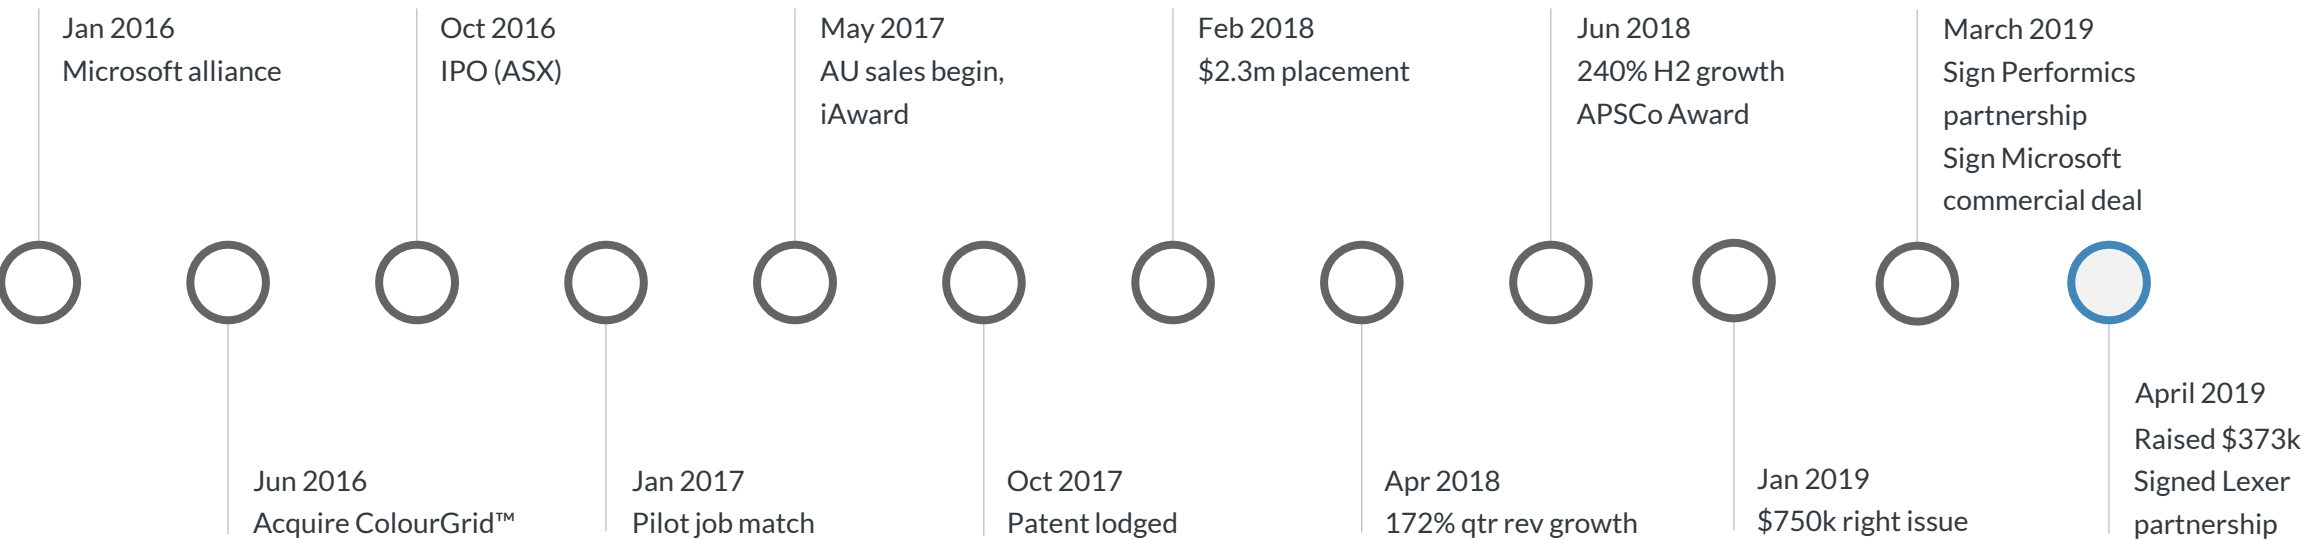 Jan 2016
Microsoft alliance
Oct 2016
IPO (ASX)
May 2017
AU sales begin,
iAward
Feb 2018
$2.3m placement
Jun 2018
240% H2 growth
APSCo Award
March 2019
Sign Performics
partnership
Sign Microsoft
commercial deal
Jun 2016
Acquire ColourGrid™
Jan 2017
Pilot job match
Oct 2017
Patent lodged
Apr 2018
172% qtr rev growth
Jan 2019
$750k right issue
April 2019
Raised $373k
Signed Lexer
partnership